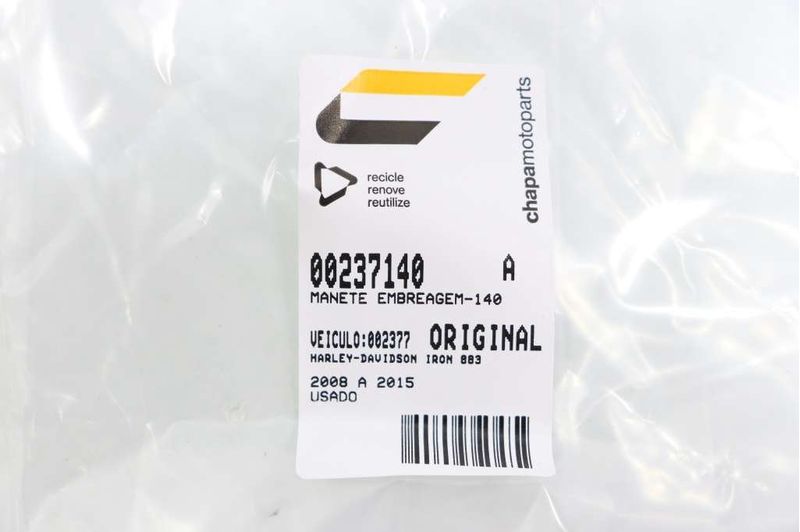 chapamotoparts
recicle
renove
reutilize
00237140 A
MANETE EMBREAGEM-140
VEICULO:002377 ORIGINAL
HARLEY-DAVIDSON IRON 883
2008 A 2015
USADO